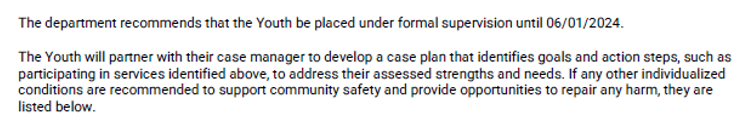 The department recommends that the Youth be placed under formal supervision until 06/01/2024.
The Youth will partner with their case manager to develop a case plan that identifies goals and action steps, such as
participating in services identified above, to address their assessed strengths and needs. If any other individualized
conditions are recommended to support community safety and provide opportunities to repair any harm, they are
listed below.